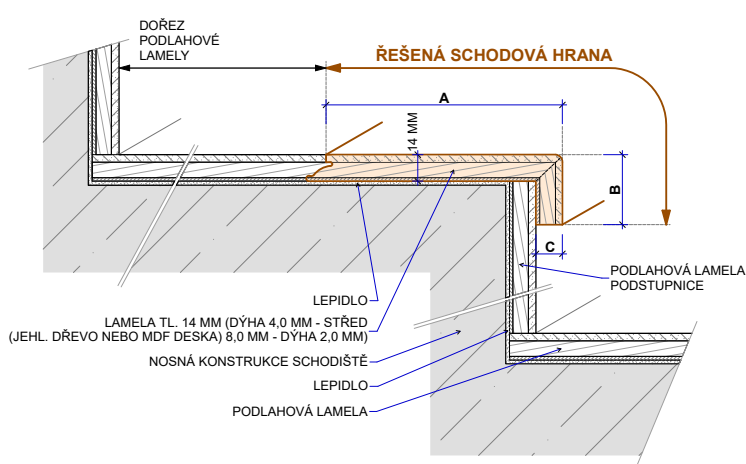 DOŘEZ
PODLAHOVÉ
LAMELY
ŘEŠENÁ SCHODOVÁ HRANA
A
14 MM
B
C
PODLAHOVÁ LAMELA
PODSTUPNICE
LEPIDLO
LAMELA TL. 14 MM (DÝHA 4,0 MM - STŘED
(JEHL. DŘEVO NEBO MDF DESKA) 8,0 MM - DÝHA 2,0 MM)
NOSNÁ KONSTRUKCE SCHODIŠTĚ
LEPIDLO
PODLAHOVÁ LAMELA